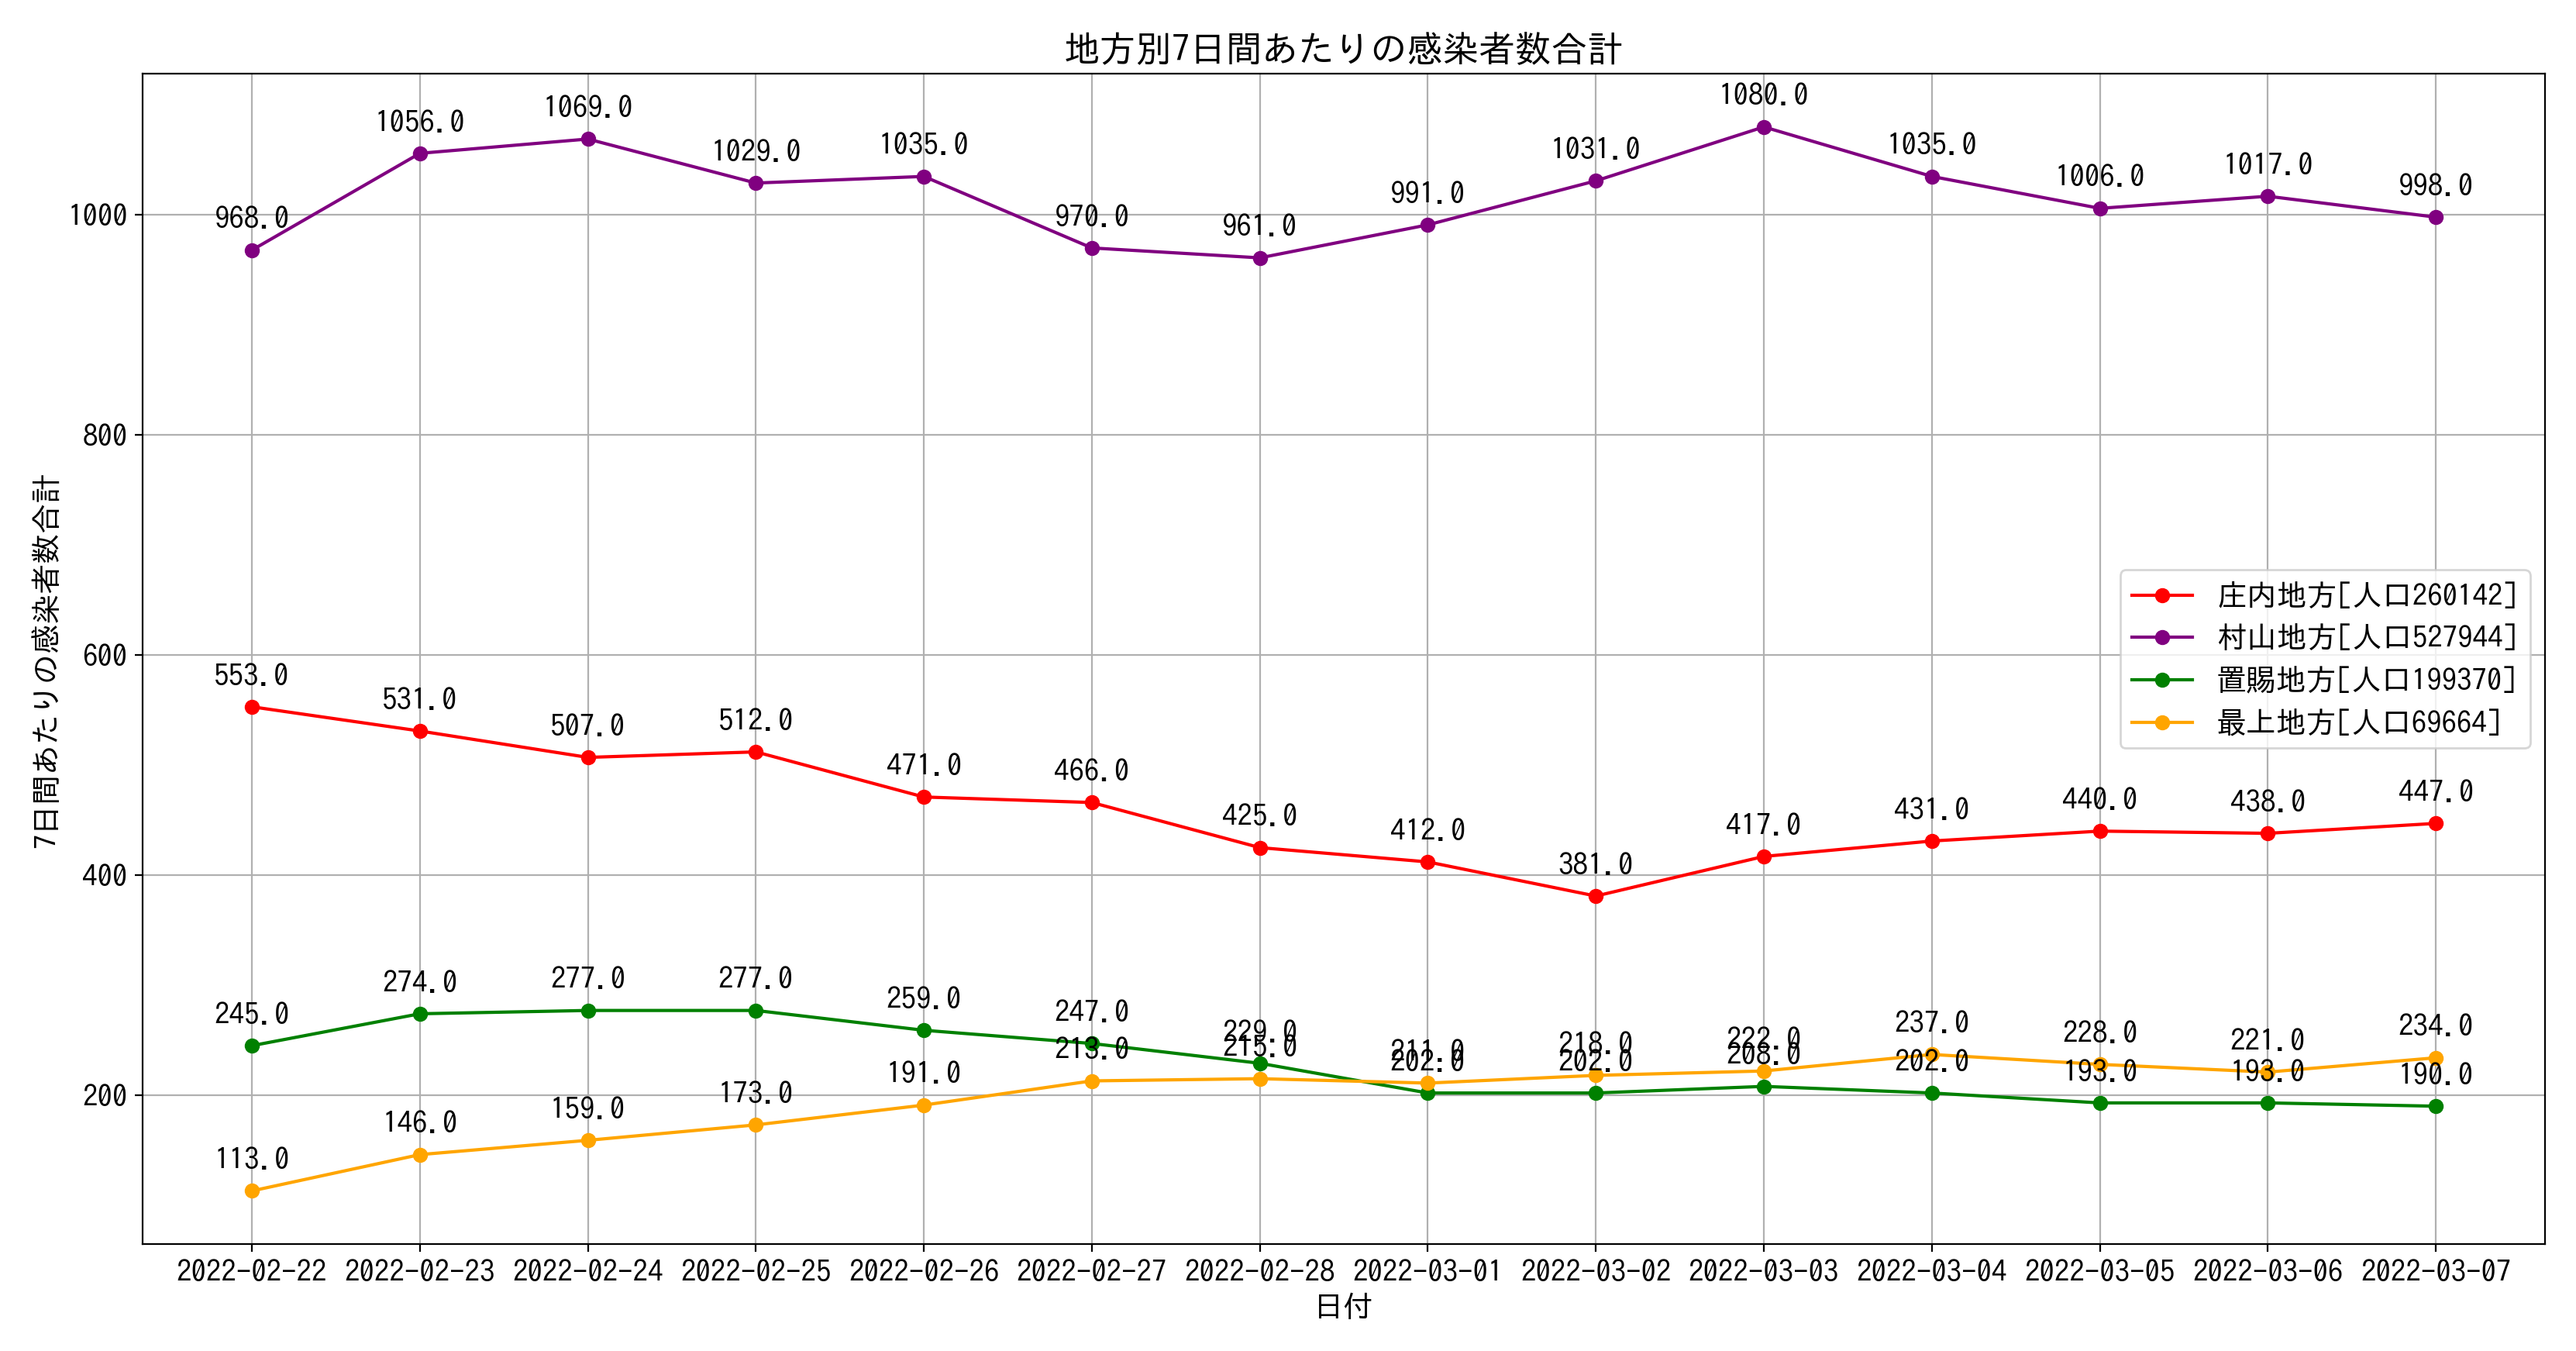 地方別7日間あたりの感染者数合計
7日間あたりの感染者数合計
1000
800
600
400
200
968.0 1056.0 1069.0 1029.0 1035.0 970.0 961.0 991.0 1031.0 1080.0 1035.0 1006.0 1017.0 998.0
553.0 531.0 507.0 512.0 471.0 466.0 425.0 412.0 381.0 417.0 431.0 440.0 438.0 447.0
245.0 274.0 277.0 277.0 259.0 247.0 229.0 202.0 202.0 208.0 202.0 193.0 193.0 190.0
113.0 146.0 159.0 173.0 191.0 213.0 215.0 211.0 218.0 222.0 237.0 228.0 221.0 234.0
庄内地方[人口260142]
村山地方[人口527944]
置賜地方[人口199370]
最上地方[人口69664]
2022-02-22 2022-02-23 2022-02-24 2022-02-25 2022-02-26 2022-02-27 2022-02-28 2022-03-01 2022-03-02 2022-03-03 2022-03-04 2022-03-05 2022-03-06 2022-03-07
日付